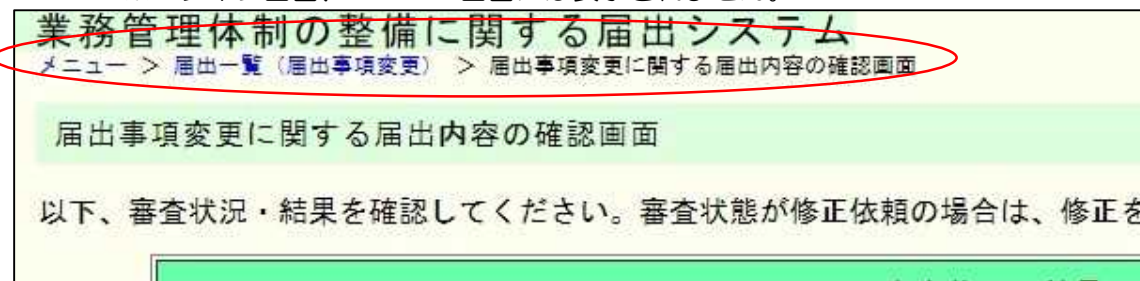 業務管理体制の整備に関する届出システム
メニュー > 届出一覧（届出事項変更） > 届出事項変更に関する届出内容の確認画面
届出事項変更に関する届出内容の確認画面
以下、審査状況・結果を確認してください。審査状態が修正依頼の場合は、修正を